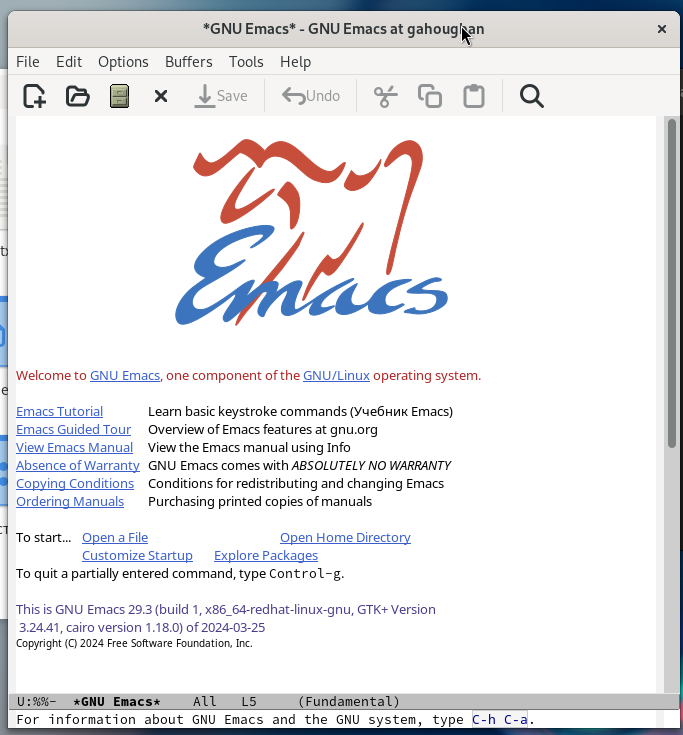 *GNU Emacs* - GNU Emacs at gahoughan
File Edit Options Buffers Tools Help
Save Undo
Emacs
Welcome to GNU Emacs, one component of the GNU/Linux operating system.
Emacs Tutorial Learn basic keystroke commands (Учебник Emacs)
Emacs Guided Tour Overview of Emacs features at gnu.org
View Emacs Manual View the Emacs manual using Info
Absence of Warranty GNU Emacs comes with ABSOLUTELY NO WARRANTY
Copying Conditions Conditions for redistributing and changing Emacs
Ordering Manuals Purchasing printed copies of manuals
To start... Open a File Open Home Directory
Customize Startup Explore Packages
To quit a partially entered command, type Control-g.
This is GNU Emacs 29.3 (build 1, x86_64-redhat-linux-gnu, GTK+ Version
3.24.41, cairo version 1.18.0) of 2024-03-25
Copyright (C) 2024 Free Software Foundation, Inc.
U:%%- *GNU Emacs* All L5 (Fundamental)
For information about GNU Emacs and the GNU system, type C-h C-a.